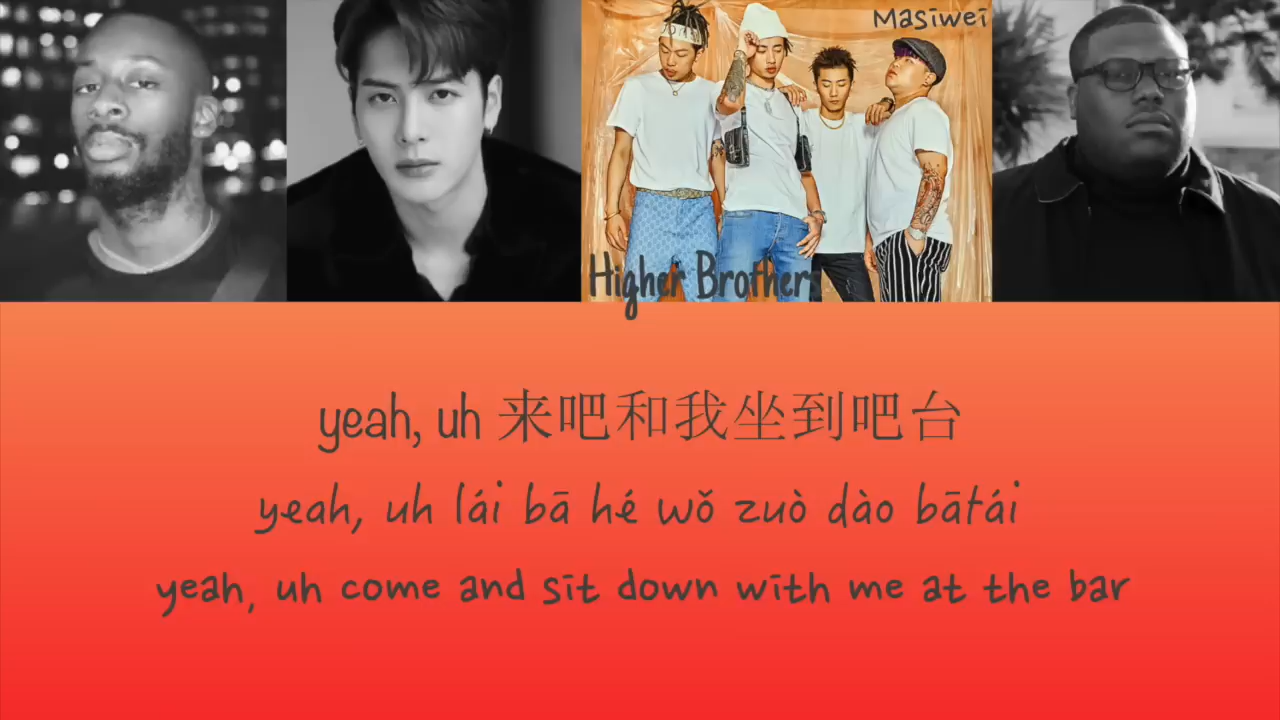 Masiwei
Higher Brothers
yeah, uh 来吧和我坐到吧台
yeah, uh lái bā hé wǒ zuò dào bātái
yeah, uh come and sit down with me at the bar